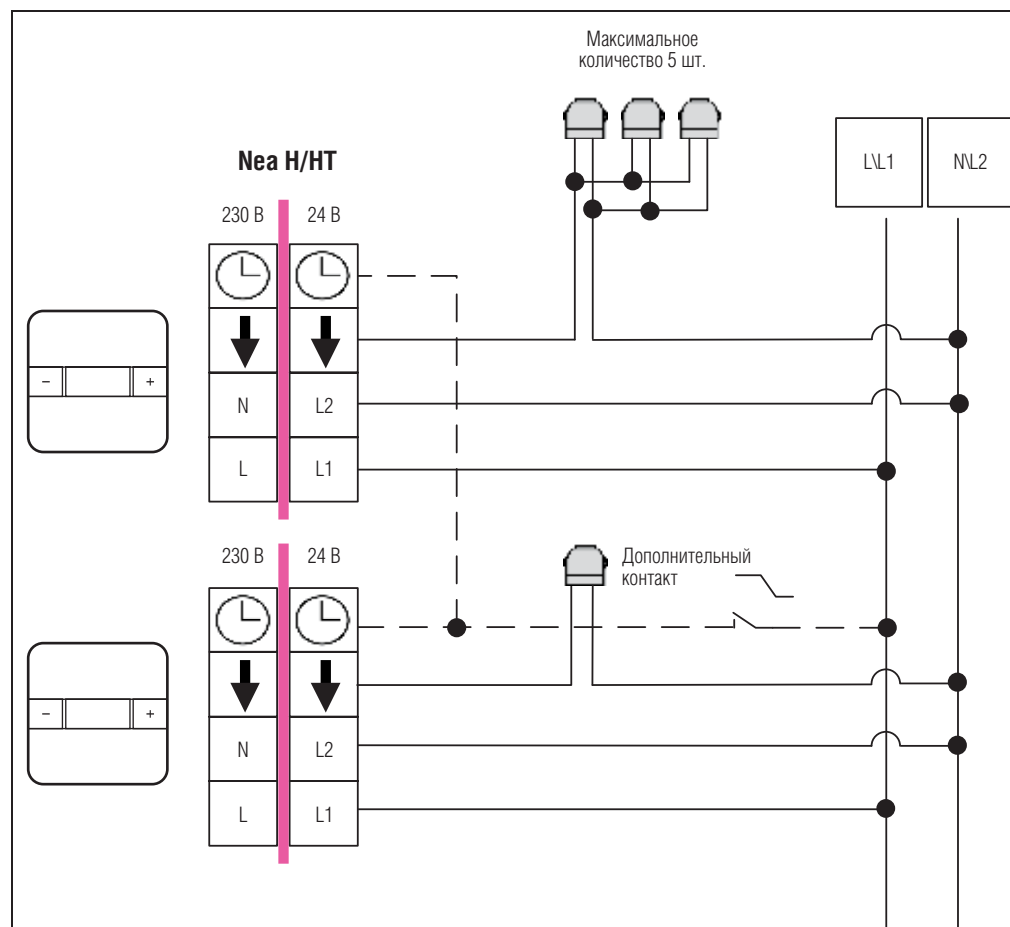 Максимальное
количество 5 шт.
L\L1
N\L2
Nea H/HT
230 В
24 В
- +
N
L2
L
L1
230 В
24 В
Дополнительный
контакт
- +
N
L2
L
L1